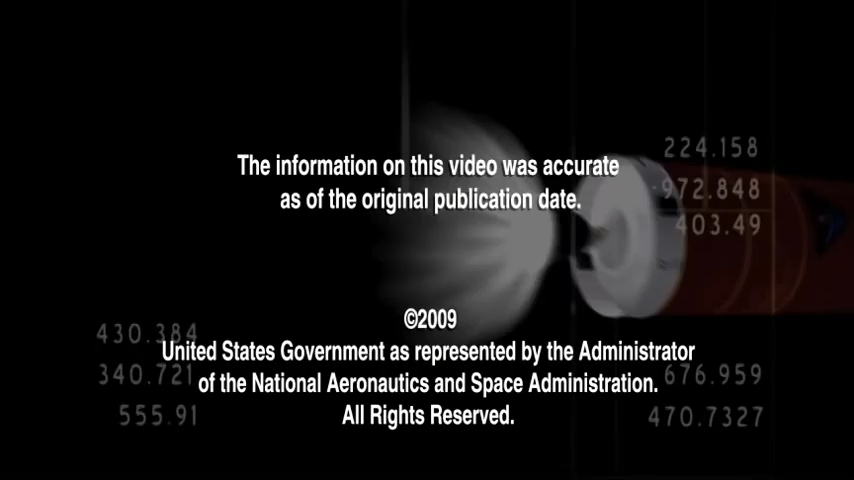 224.158
The information on this video was accurate
972.848
as of the original publication date.
403.49
©2009
430.384
United States Government as represented by the Administrator
340.721
of the National Aeronautics and Space Administration.
676.959
555.91
All Rights Reserved.
470.7327